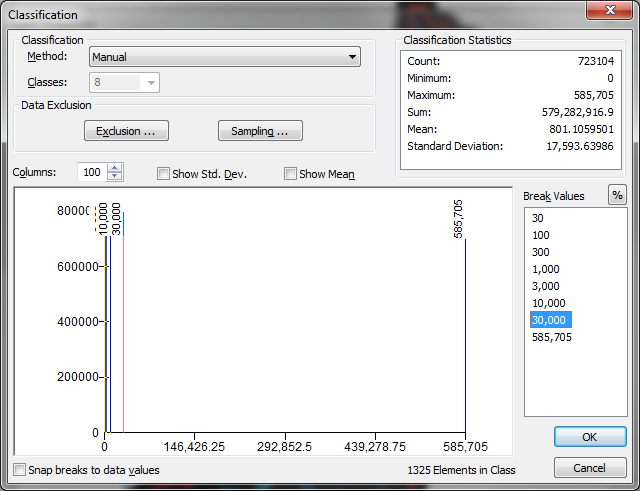 Classification
Classification
Method: Manual
Classes: 8
Data Exclusion
Exclusion ...
Sampling ...
Classification Statistics
Count: 723104
Minimum: 0
Maximum: 585,705
Sum: 579,282,916.9
Mean: 801.1059501
Standard Deviation: 17,593.63986
Columns: 100
Show Std. Dev.
Show Mean
Break Values
%
30
100
300
1,000
3,000
10,000
30,000
585,705
10,000
30,000
585,705
80000
600000
400000
200000
0
0 146,426.25 292,852.5 439,278.75 585,705
OK
Snap breaks to data values
1325 Elements in Class
Cancel